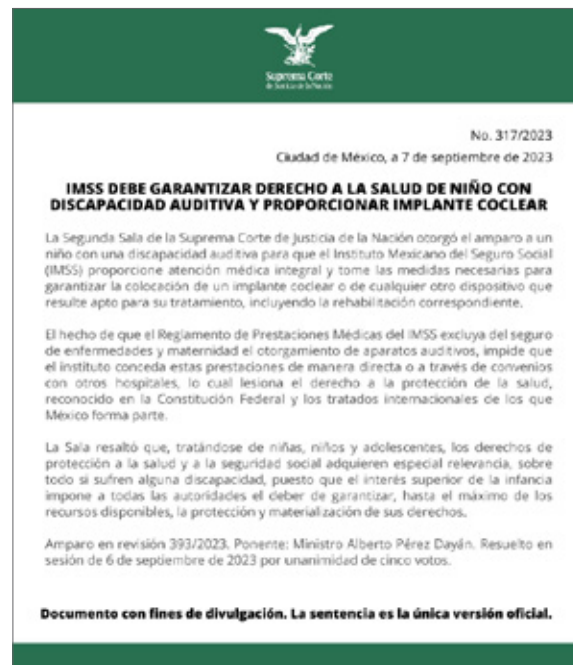 Suprema Corte
de Justicia de la Nación
No. 317/2023
Ciudad de México, a 7 de septiembre de 2023
IMSS DEBE GARANTIZAR DERECHO A LA SALUD DE NIÑO CON
DISCAPACIDAD AUDITIVA Y PROPORCIONAR IMPLANTE COCLEAR
La Segunda Sala de la Suprema Corte de Justicia de la Nación otorgó el amparo a un
niño con una discapacidad auditiva para que el Instituto Mexicano del Seguro Social
(IMSS) proporcione atención médica integral y tome las medidas necesarias para
garantizar la colocación de un implante coclear o de cualquier otro dispositivo que
resulte apto para su tratamiento, incluyendo la rehabilitación correspondiente.
El hecho de que el Reglamento de Prestaciones Médicas del IMSS excluya del seguro
de enfermedades y maternidad el otorgamiento de aparatos auditivos, impide que
el instituto conceda estas prestaciones de manera directa o a través de convenios
con otros hospitales, lo cual lesiona el derecho a la protección de la salud,
reconocido en la Constitución Federal y los tratados internacionales de los que
México forma parte.
La Sala resaltó que, tratándose de niñas, niños y adolescentes, los derechos de
protección a la salud y a la seguridad social adquieren especial relevancia, sobre
todo si sufren alguna discapacidad, puesto que el interés superior de la infancia
impone a todas las autoridades el deber de garantizar, hasta el máximo de los
recursos disponibles, la protección y materialización de sus derechos.
Amparo en revisión 393/2023. Ponente: Ministro Alberto Pérez Dayán. Resuelto en
sesión de 6 de septiembre de 2023 por unanimidad de cinco votos.
Documento con fines de divulgación. La sentencia es la única versión oficial.